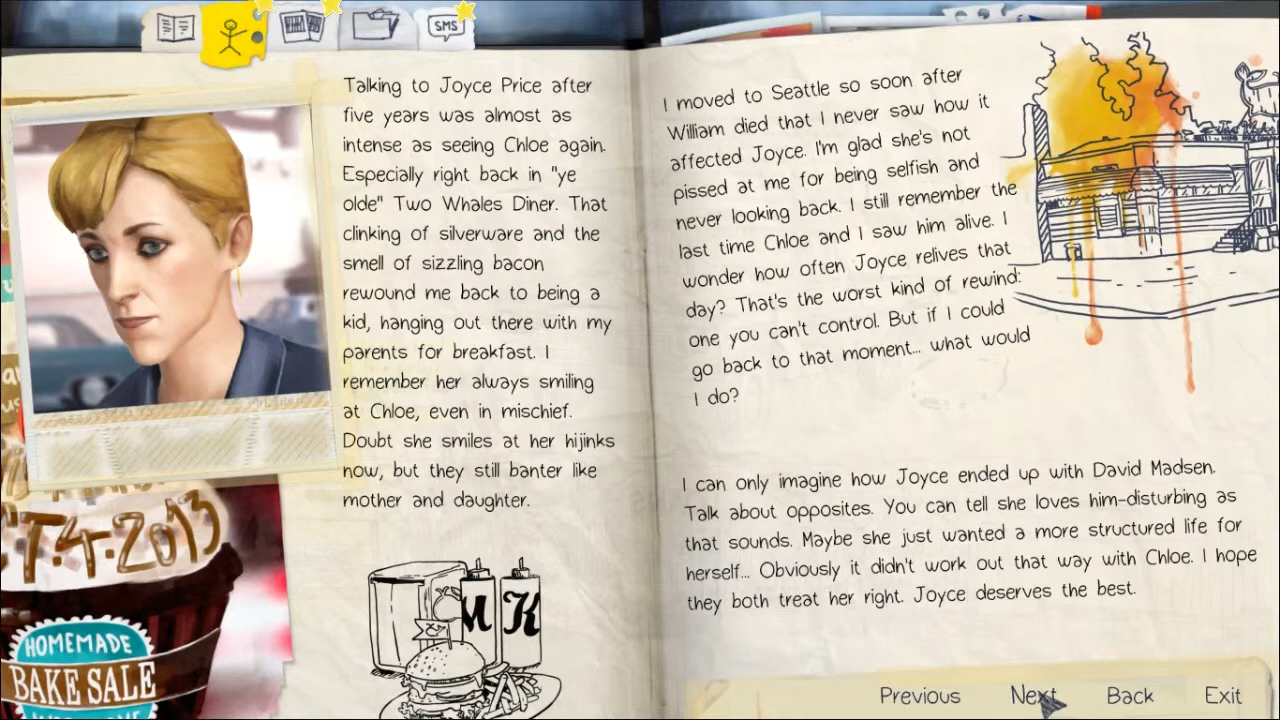 SMS
Talking to Joyce Price after
five years was almost as
intense as seeing Chloe again.
Especially right back in "ye
olde" Two Whales Diner. That
clinking of silverware and the
smell of sizzling bacon
rewound me back to being a
kid, hanging out there with my
parents for breakfast. I
remember her always smiling
at Chloe, even in mischief.
Doubt she smiles at her hijinks
now, but they still banter like
mother and daughter.
M K
T.4.2013
HOMEMADE
BAKE SALE
I moved to Seattle so soon after
William died that I never saw how it
affected Joyce. I'm glad she's not
pissed at me for being selfish and
never looking back. I still remember the
last time Chloe and I saw him alive. I
wonder how often Joyce relives that
day? That's the worst kind of rewind:
one you can't control. But if I could
go back to that moment... what would
I do?
I can only imagine how Joyce ended up with David Madsen.
Talk about opposites. You can tell she loves him-disturbing as
that sounds. Maybe she just wanted a more structured life for
herself... Obviously it didn't work out that way with Chloe. I hope
they both treat her right. Joyce deserves the best.
Previous Next Back Exit